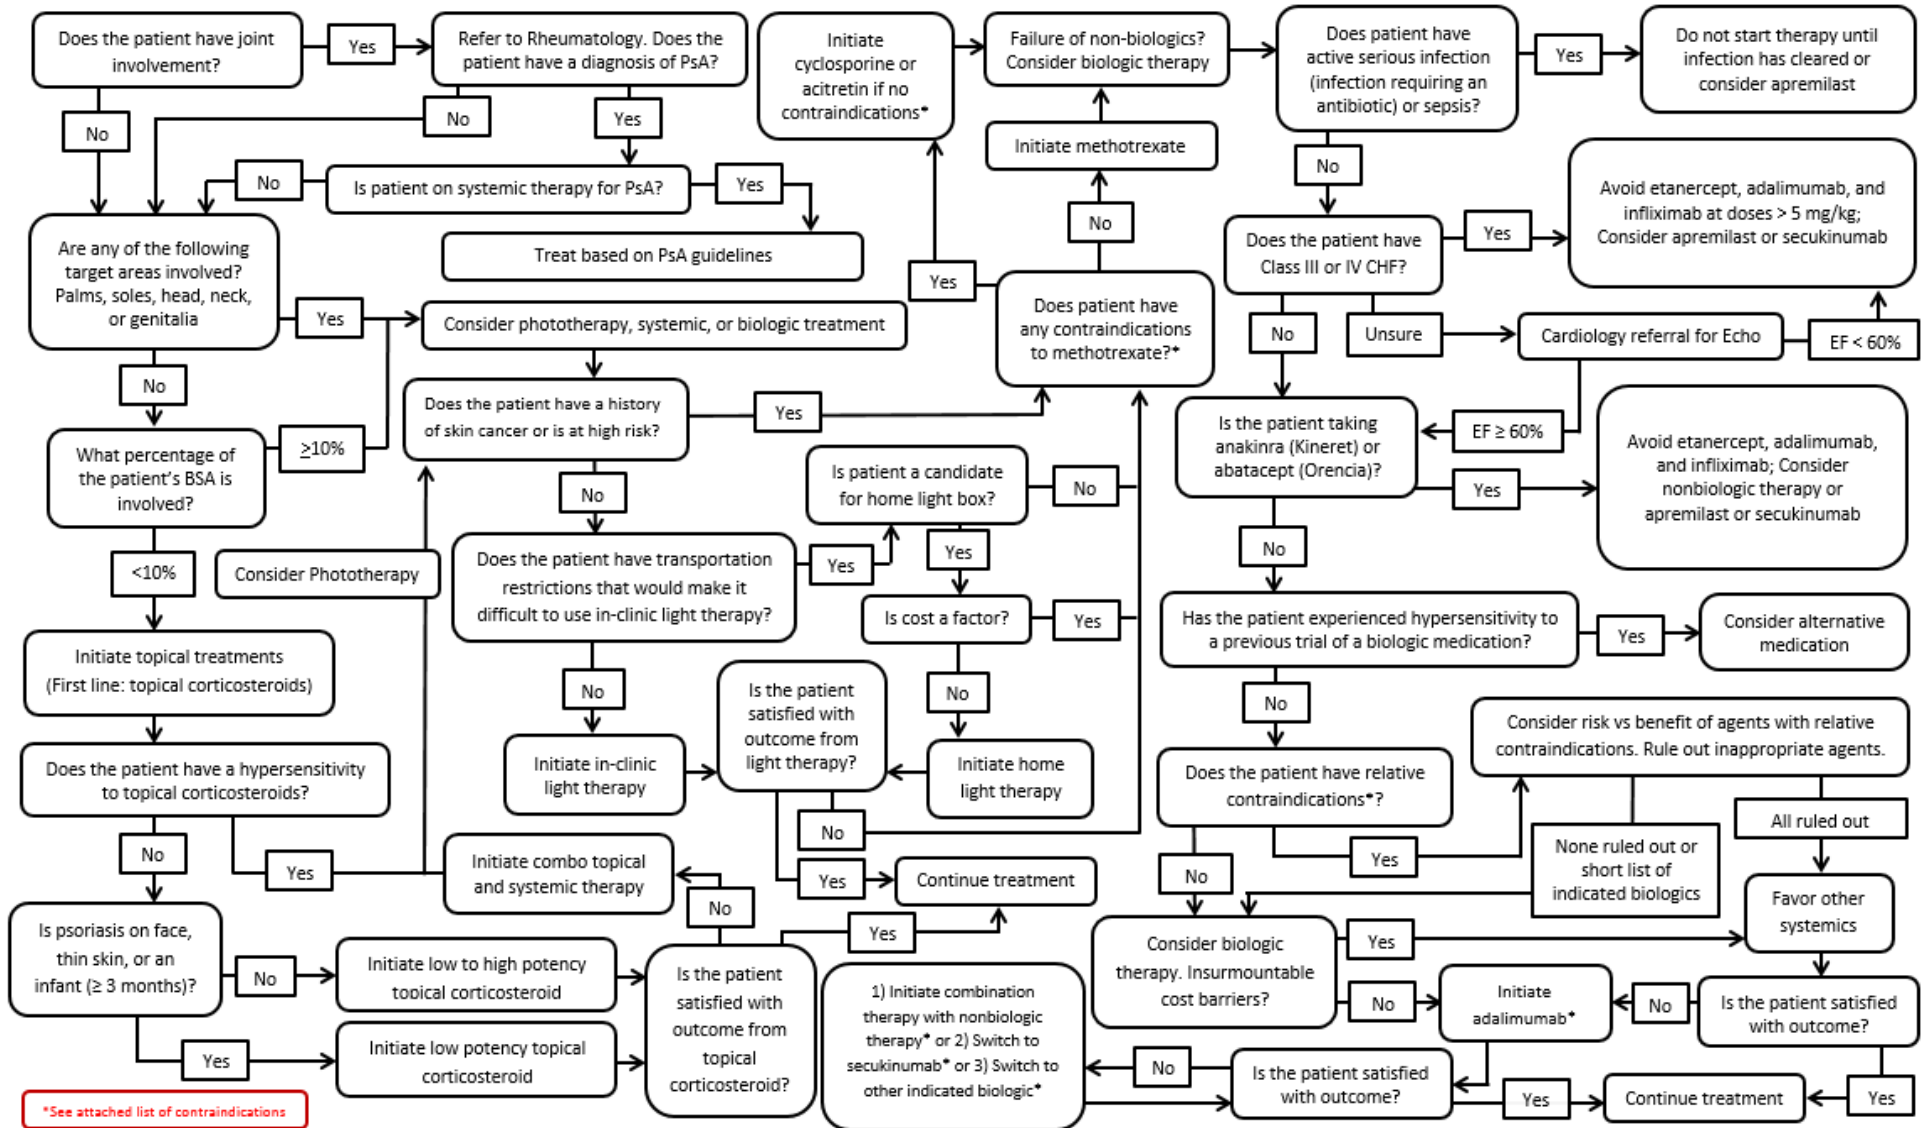 Does the patient have joint
involvement?
Yes
Refer to Rheumatology. Does the
patient have a diagnosis of PsA?
No
No
Yes
Is patient on systemic therapy for PsA?
No
Yes
Treat based on PsA guidelines
Are any of the following
target areas involved?
Palms, soles, head, neck,
or genitalia
Yes
Consider phototherapy, systemic, or biologic treatment
No
What percentage of
the patient's BSA is
involved?
≥10%
<10%
Consider Phototherapy
Initiate topical treatments
(First line: topical corticosteroids)
Does the patient have a hypersensitivity
to topical corticosteroids?
No
Yes
Is psoriasis on face,
thin skin, or an
infant (≥ 3 months)?
No
Yes
Initiate low to high potency
topical corticosteroid
Initiate low potency topical
corticosteroid
Is the patient
satisfied with
outcome from
topical
corticosteroid?
No
Yes
Initiate combo topical
and systemic therapy
Continue treatment
Does the patient have a history
of skin cancer or is at high risk?
Yes
No
Does the patient have transportation
restrictions that would make it
difficult to use in-clinic light therapy?
Yes
No
Is patient a candidate
for home light box?
No
Yes
Is cost a factor?
Yes
No
Initiate in-clinic
light therapy
Is the patient
satisfied with
outcome from
light therapy?
Initiate home
light therapy
No
Yes
Does patient have
any contraindications
to methotrexate?*
Yes
No
Initiate
cyclosporine or
acitretin if no
contraindications*
Initiate methotrexate
Failure of non-biologics?
Consider biologic therapy
Does patient have
active serious infection
(infection requiring an
antibiotic) or sepsis?
Yes
Do not start therapy until
infection has cleared or
consider apremilast
No
Does the patient have
Class III or IV CHF?
Yes
Avoid etanercept, adalimumab, and
infliximab at doses > 5 mg/kg;
Consider apremilast or secukinumab
No
Unsure
Cardiology referral for Echo
EF < 60%
EF ≥ 60%
Is the patient taking
anakinra (Kineret) or
abatacept (Orencia)?
Yes
Avoid etanercept, adalimumab,
and infliximab; Consider
nonbiologic therapy or
apremilast or secukinumab
No
Has the patient experienced hypersensitivity to
a previous trial of a biologic medication?
Yes
Consider alternative
medication
No
Does the patient have relative
contraindications*?
Yes
No
Consider risk vs benefit of agents with relative
contraindications. Rule out inappropriate agents.
None ruled out or
short list of
indicated biologics
All ruled out
Favor other
systemics
Consider biologic
therapy. Insurmountable
cost barriers?
Yes
No
Initiate
adalimumab*
No
Is the patient satisfied
with outcome?
Yes
Is the patient satisfied
with outcome?
No
Yes
Continue treatment
1) Initiate combination
therapy with nonbiologic
therapy* or 2) Switch to
secukinumab* or 3) Switch to
other indicated biologic*
*See attached list of contraindications